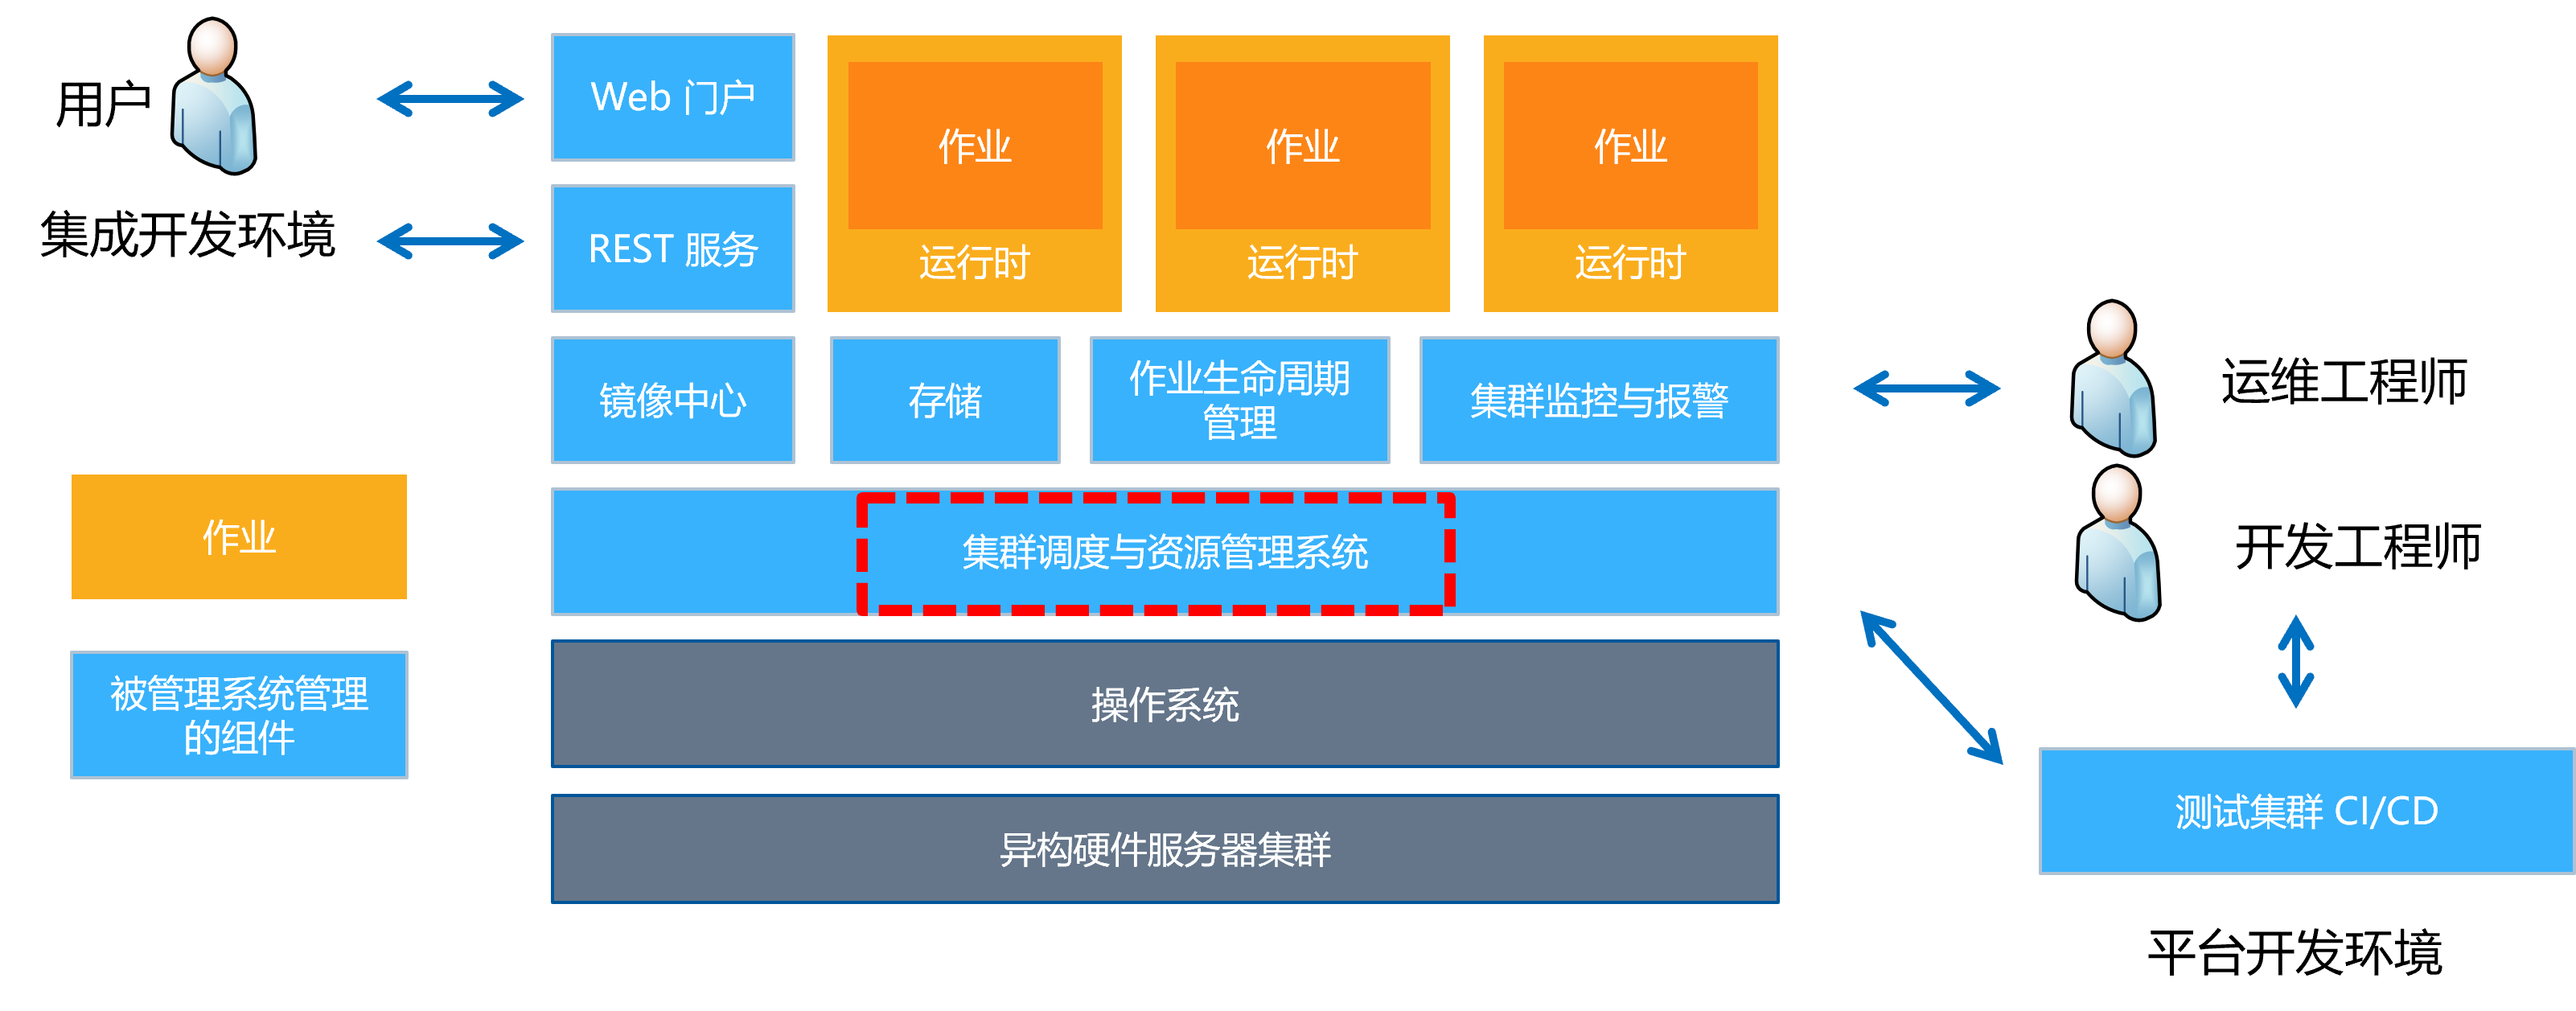 用户
集成开发环境
Web 门户
REST 服务
作业
运行时
作业
运行时
作业
运行时
镜像中心
存储
作业生命周期
管理
集群监控与报警
集群调度与资源管理系统
操作系统
异构硬件服务器集群
作业
被管理系统管理
的组件
运维工程师
开发工程师
测试集群 CI/CD
平台开发环境